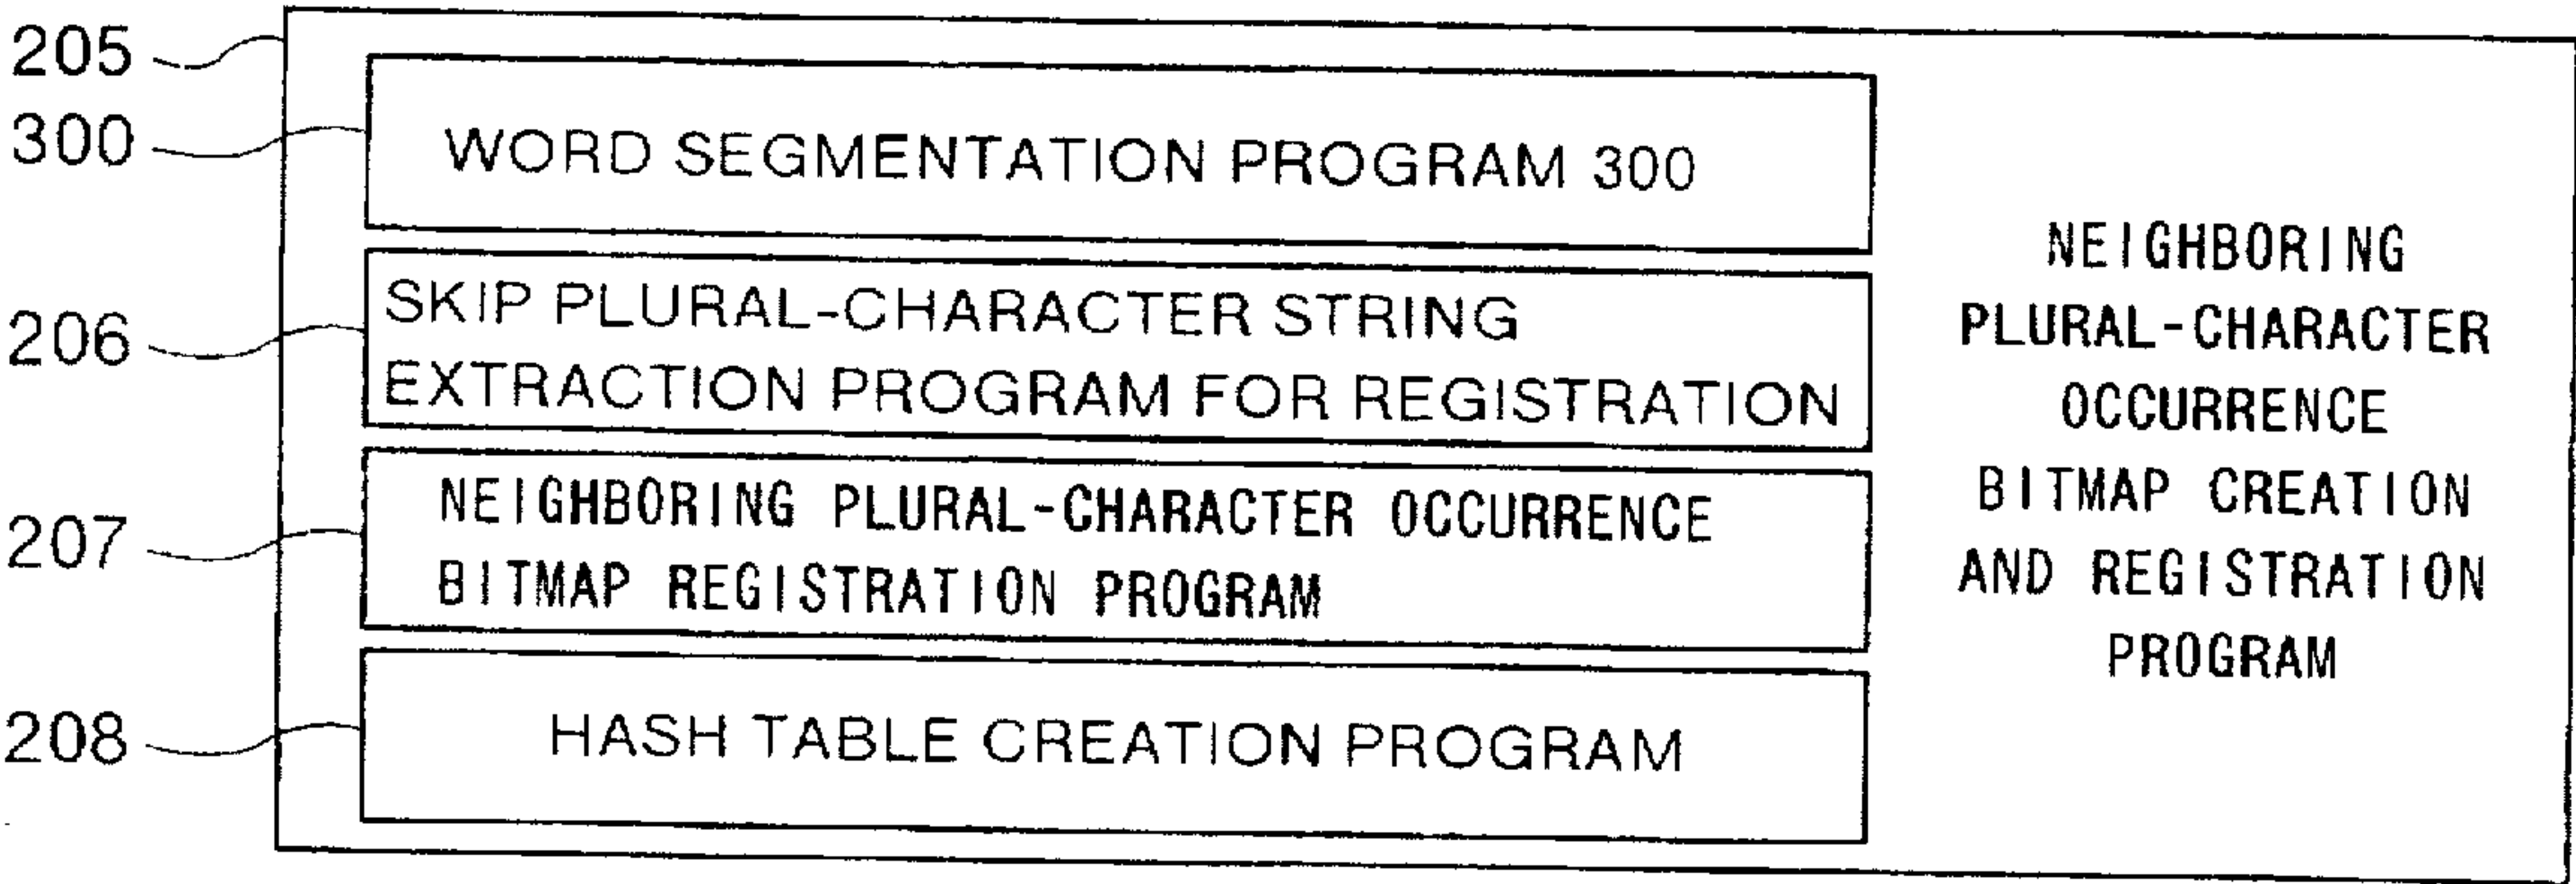 205
300
WORD SEGMENTATION PROGRAM 300
206
SKIP PLURAL-CHARACTER STRING
EXTRACTION PROGRAM FOR REGISTRATION
207
NEIGHBORING PLURAL-CHARACTER OCCURRENCE
BITMAP REGISTRATION PROGRAM
208
HASH TABLE CREATION PROGRAM
NEIGHBORING
PLURAL-CHARACTER
OCCURRENCE
BITMAP CREATION
AND REGISTRATION
PROGRAM